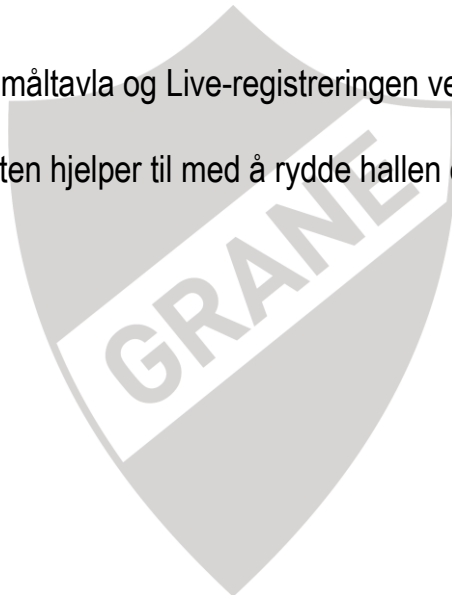 måltavla og Live-registreringen ve
ten hjelper til med å rydde hallen
GRANE